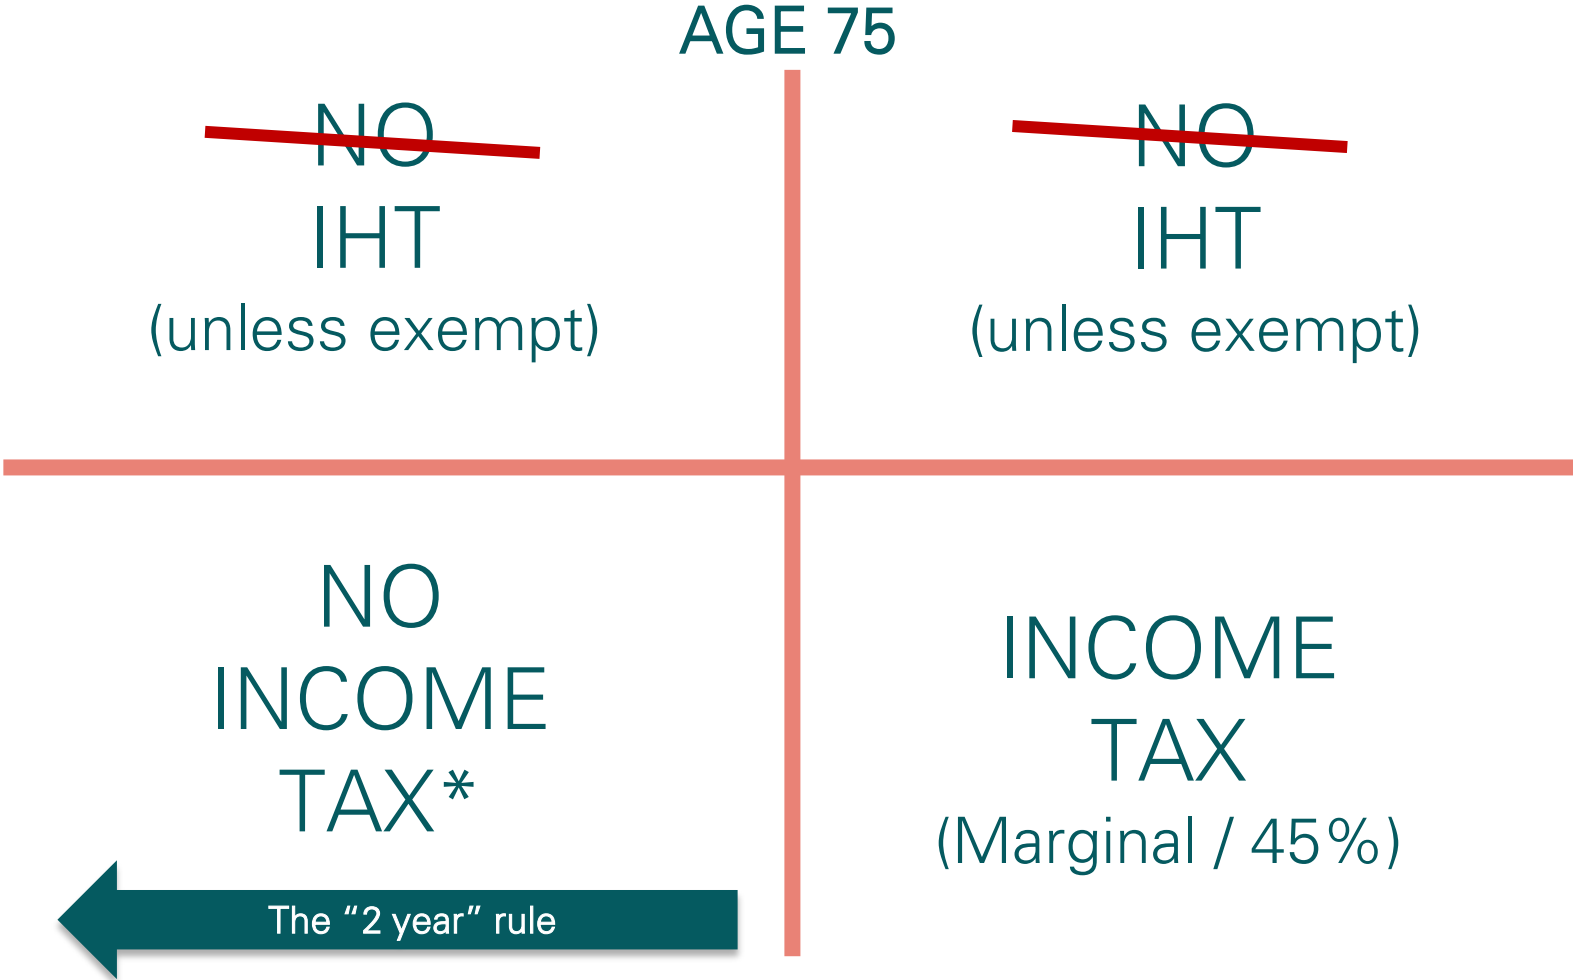 AGE 75
NO
IHT
(unless exempt)
NO
IHT
(unless exempt)
NO
INCOME
TAX*
The “2 year” rule
INCOME
TAX
(Marginal / 45%)